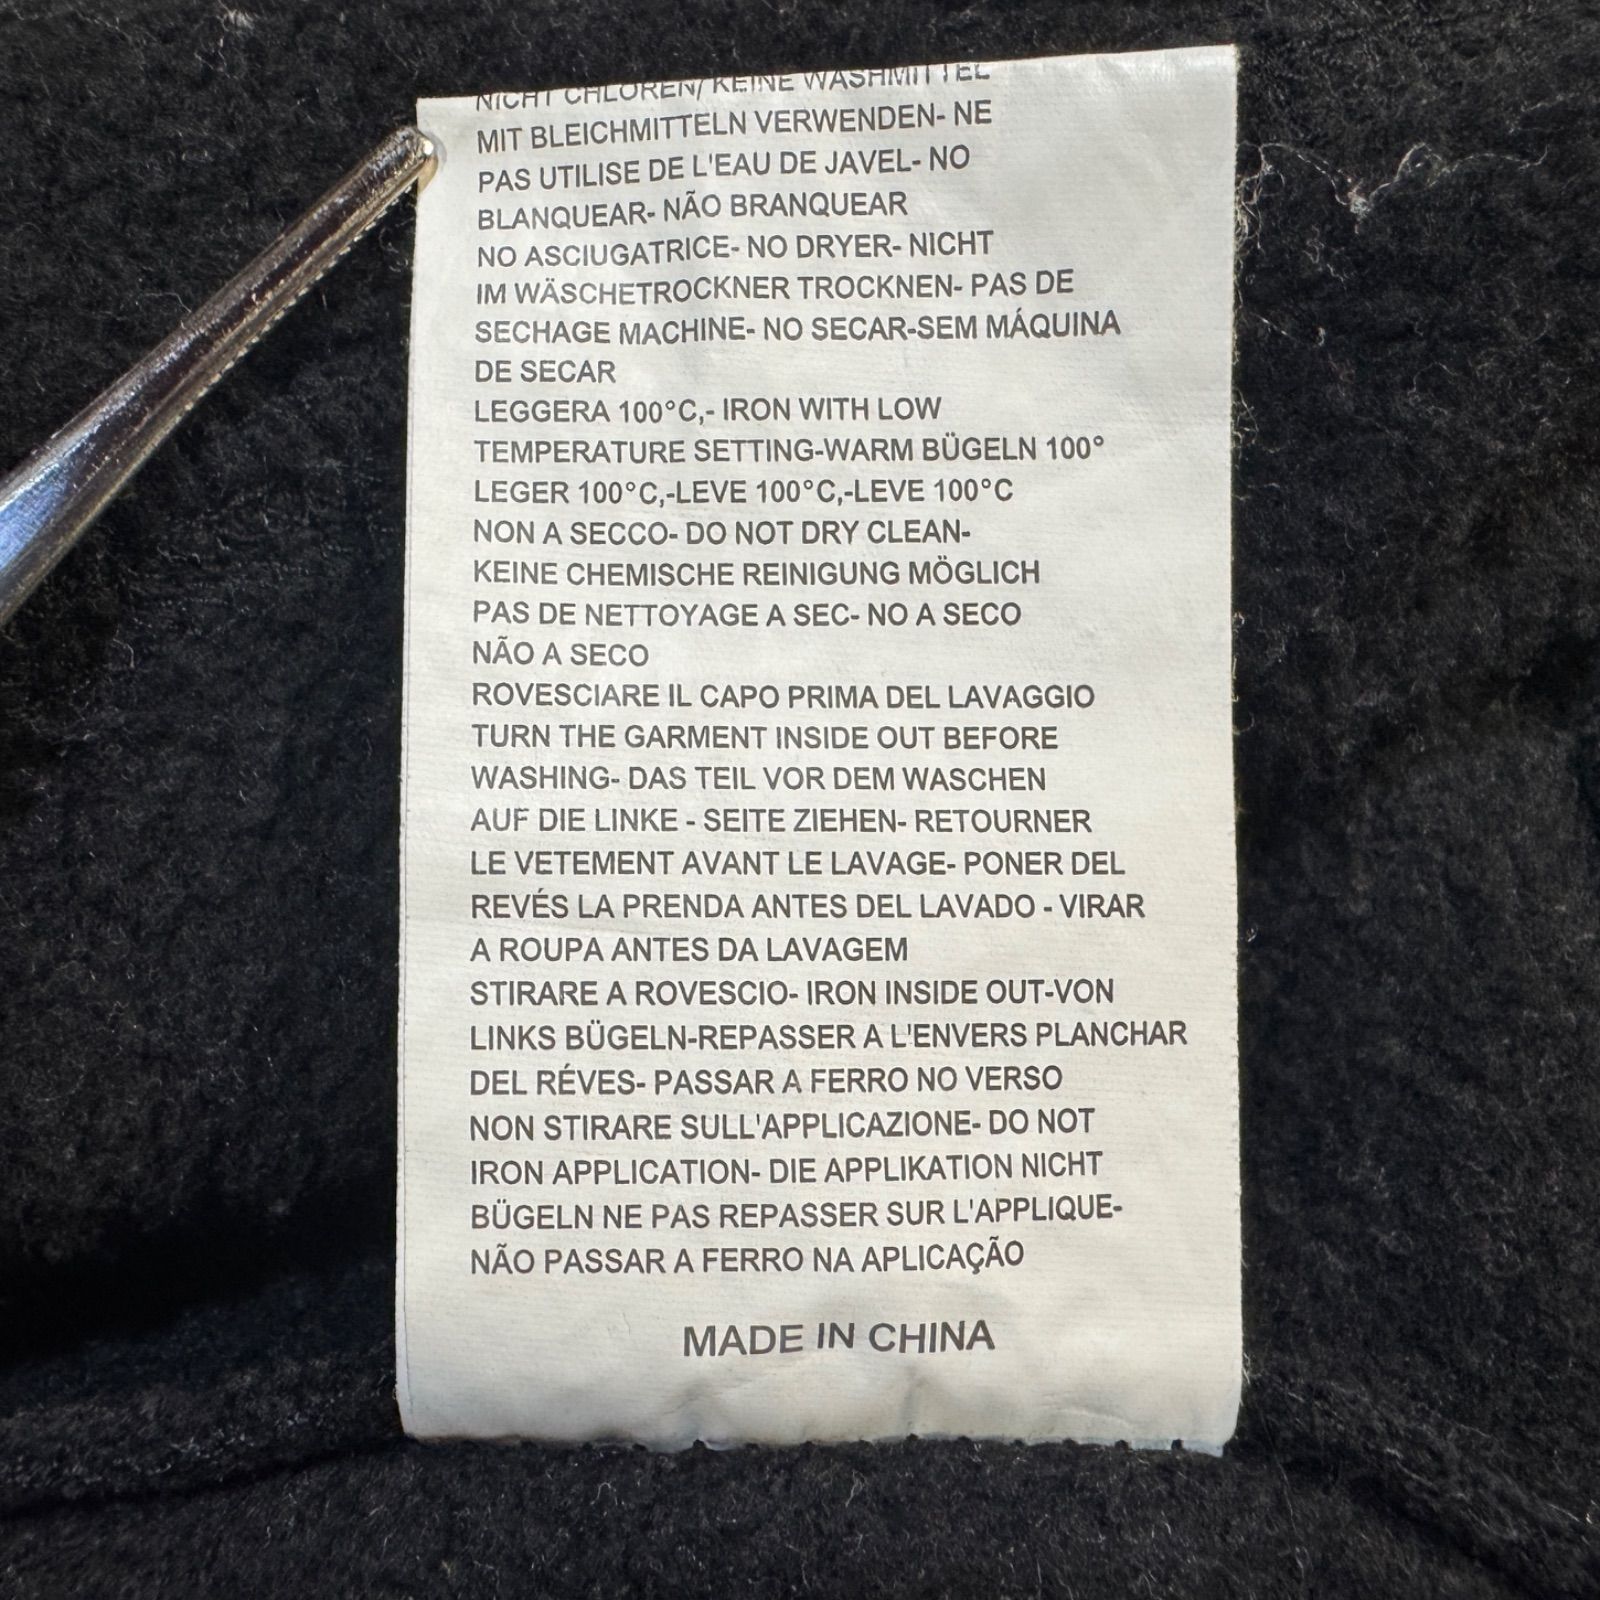 NICHT CHLOREN/ KEINE WASHMITTEL
MIT BLEICHMITTELN VERWENDEN- NE
PAS UTILISE DE L'EAU DE JAVEL- NO
BLANQUEAR- NÃO BRANQUEAR
NO ASCIUGATRICE- NO DRYER- NICHT
IM WÄSCHETROCKNER TROCKNEN- PAS DE
SECHAGE MACHINE- NO SECAR-SEM MÁQUINA
DE SECAR
LEGGERA 100°C,- IRON WITH LOW
TEMPERATURE SETTING-WARM BÜGELN 100°
LEGER 100°C,-LEVE 100°C,-LEVE 100°C
NON A SECCO- DO NOT DRY CLEAN-
KEINE CHEMISCHE REINIGUNG MÖGLICH
PAS DE NETTOYAGE A SEC- NO A SECO
NÃO A SECO
ROVESCIARE IL CAPO PRIMA DEL LAVAGGIO
TURN THE GARMENT INSIDE OUT BEFORE
WASHING- DAS TEIL VOR DEM WASCHEN
AUF DIE LINKE - SEITE ZIEHEN- RETOURNER
LE VETEMENT AVANT LE LAVAGE- PONER DEL
REVÉS LA PRENDA ANTES DEL LAVADO - VIRAR
A ROUPA ANTES DA LAVAGEM
STIRARE A ROVESCIO- IRON INSIDE OUT-VON
LINKS BÜGELN-REPASSER A L'ENVERS PLANCHAR
DEL RÉVES- PASSAR A FERRO NO VERSO
NON STIRARE SULL'APPLICAZIONE- DO NOT
IRON APPLICATION- DIE APPLIKATION NICHT
BÜGELN NE PAS REPASSER SUR L'APPLIQUE-
NÃO PASSAR A FERRO NA APLICAÇÃO
MADE IN CHINA